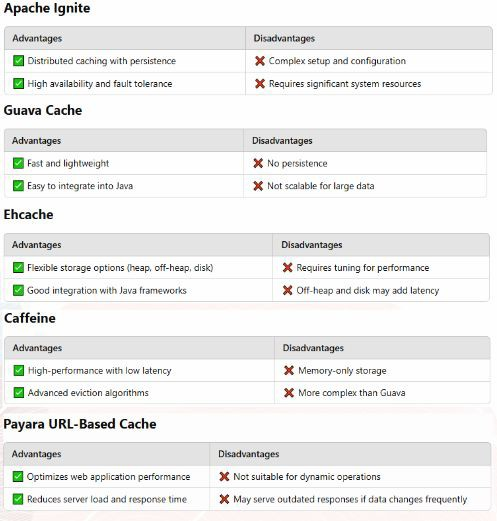 Apache Ignite
Advantages Disadvantages
✅ Distributed caching with persistence ❌ Complex setup and configuration
✅ High availability and fault tolerance ❌ Requires significant system resources
Guava Cache
Advantages Disadvantages
✅ Fast and lightweight ❌ No persistence
✅ Easy to integrate into Java ❌ Not scalable for large data
Ehcache
Advantages Disadvantages
✅ Flexible storage options (heap, off-heap, disk) ❌ Requires tuning for performance
✅ Good integration with Java frameworks ❌ Off-heap and disk may add latency
Caffeine
Advantages Disadvantages
✅ High-performance with low latency ❌ Memory-only storage
✅ Advanced eviction algorithms ❌ More complex than Guava
Payara URL-Based Cache
Advantages Disadvantages
✅ Optimizes web application performance ❌ Not suitable for dynamic operations
✅ Reduces server load and response time ❌ May serve outdated responses if data changes frequently